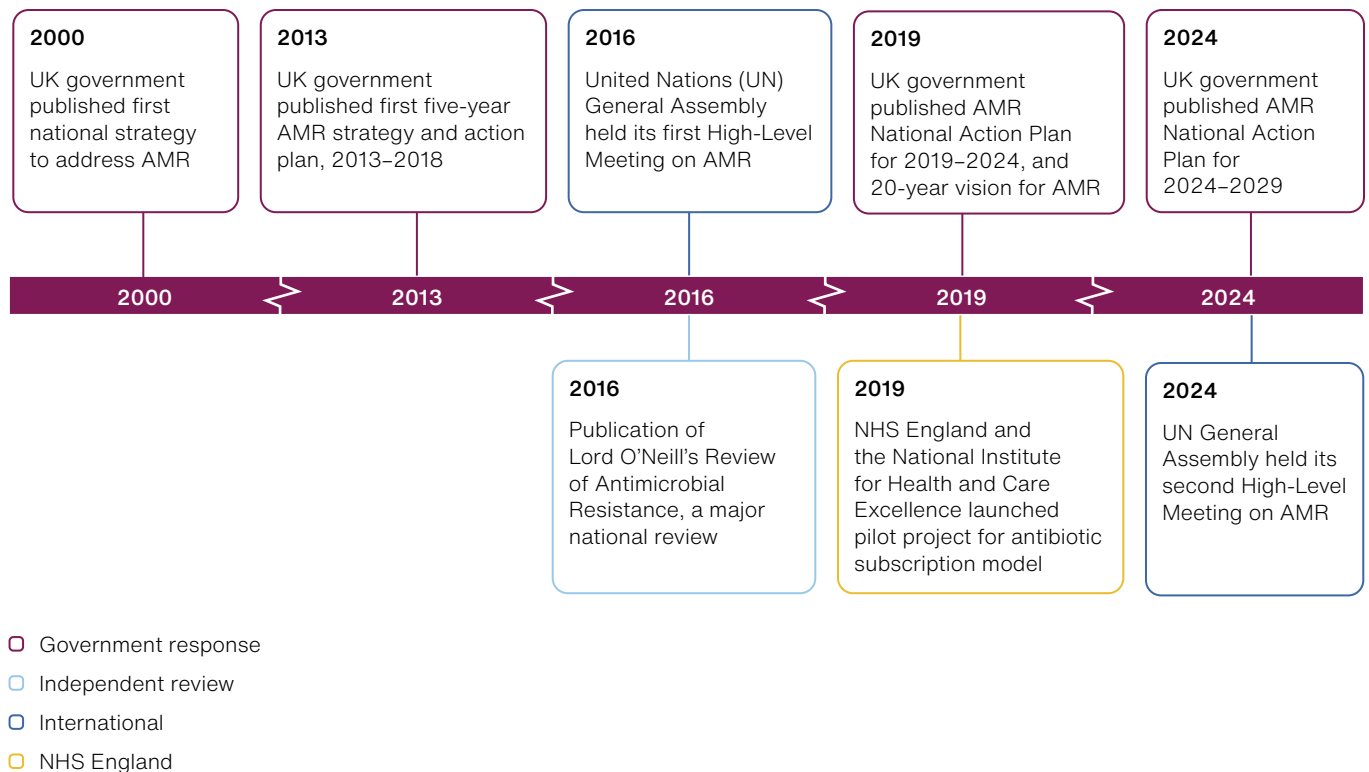 2000
UK government
published first
national strategy
to address AMR
2013
UK government
published first five-year
AMR strategy and action
plan, 2013–2018
2016
United Nations (UN)
General Assembly
held its first High-Level
Meeting on AMR
2019
UK government
published AMR
National Action Plan
for 2019–2024, and
20-year vision for AMR
2024
UK government
published AMR
National Action
Plan for
2024–2029
2000
2013
2016
2019
2024
2016
Publication of
Lord O’Neill’s Review
of Antimicrobial
Resistance, a major
national review
2019
NHS England and
the National Institute
for Health and Care
Excellence launched
pilot project for antibiotic
subscription model
2024
UN General
Assembly held its
second High-Level
Meeting on AMR
Government response
Independent review
International
NHS England